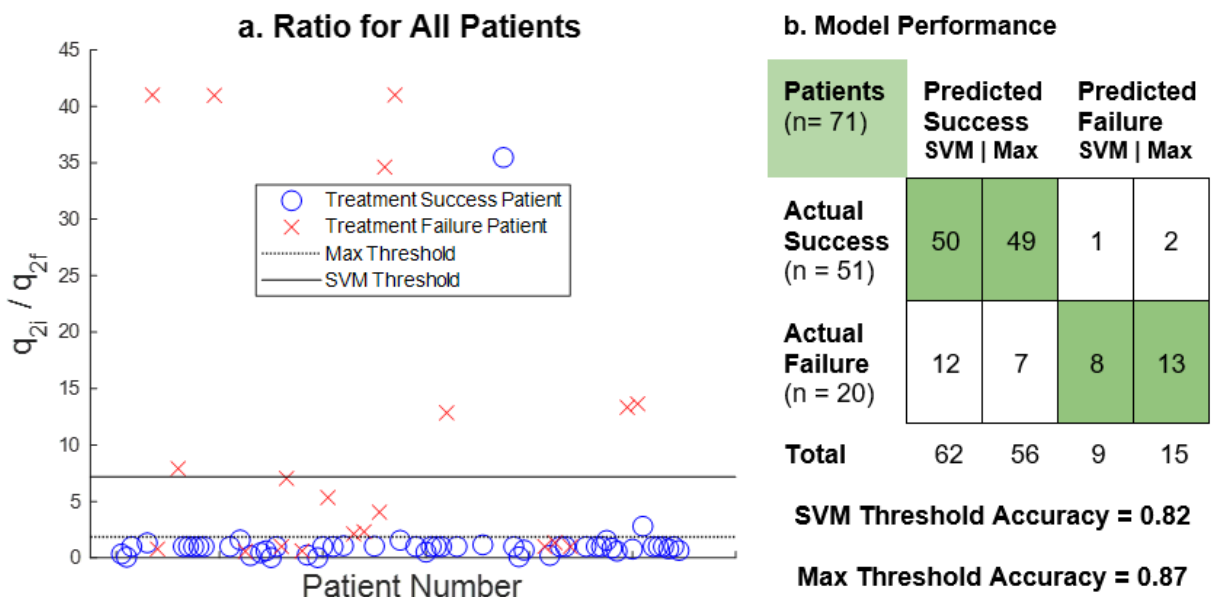 a. Ratio for All Patients
45
40
35
30
25
20
15
10
5
0
q2i / q2f
Patient Number
Treatment Success Patient
Treatment Failure Patient
Max Threshold
SVM Threshold
b. Model Performance
Patients
(n= 71)
Predicted
Success
SVM | Max
Predicted
Failure
SVM | Max
Actual
Success
(n = 51)
50 49 1 2
Actual
Failure
(n = 20)
12 7 8 13
Total 62 56 9 15
SVM Threshold Accuracy = 0.82
Max Threshold Accuracy = 0.87